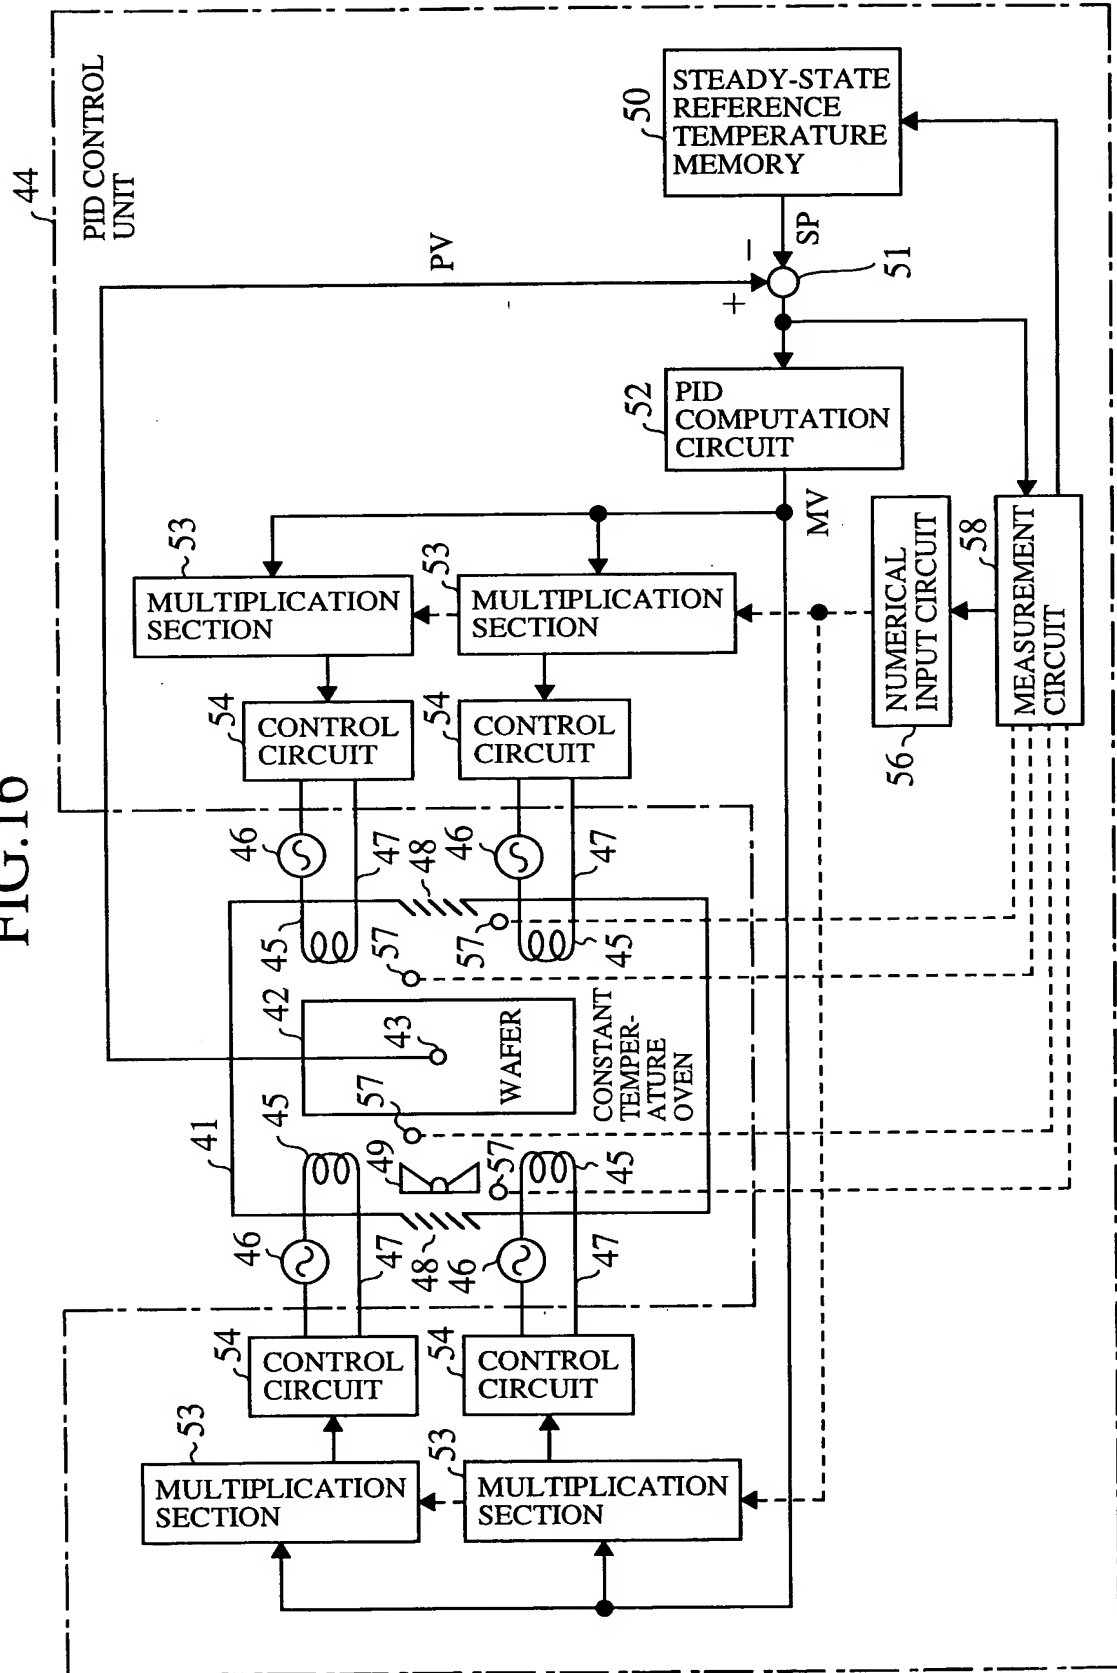 FIG.16
44
PID CONTROL
UNIT
50
STEADY-STATE
REFERENCE
TEMPERATURE
MEMORY
PV
SP
−
+
51
52
PID
COMPUTATION
CIRCUIT
MV
53
MULTIPLICATION
SECTION
53
MULTIPLICATION
SECTION
54
CONTROL
CIRCUIT
54
CONTROL
CIRCUIT
56
NUMERICAL
INPUT CIRCUIT
58
MEASUREMENT
CIRCUIT
46
47
46
47
48
45
57
57
45
42
43
WAFER
CONSTANT
TEMPER-
ATURE
OVEN
41
45
57
49
57
45
48
46
47
46
47
54
CONTROL
CIRCUIT
54
CONTROL
CIRCUIT
53
MULTIPLICATION
SECTION
53
MULTIPLICATION
SECTION